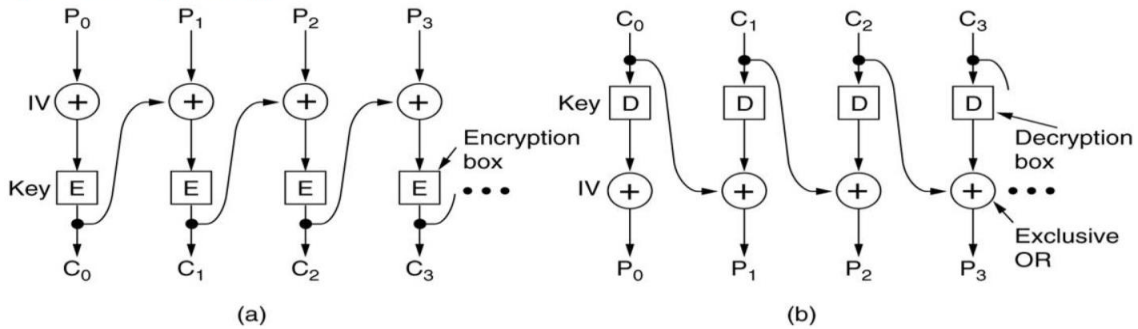 P0 P1 P2 P3
IV + + + +
Encryption
box
Key E E E E
C0 C1 C2 C3
(a)
C0 C1 C2 C3
Key D D D D
Decryption
box
IV + + + +
Exclusive
OR
P0 P1 P2 P3
(b)